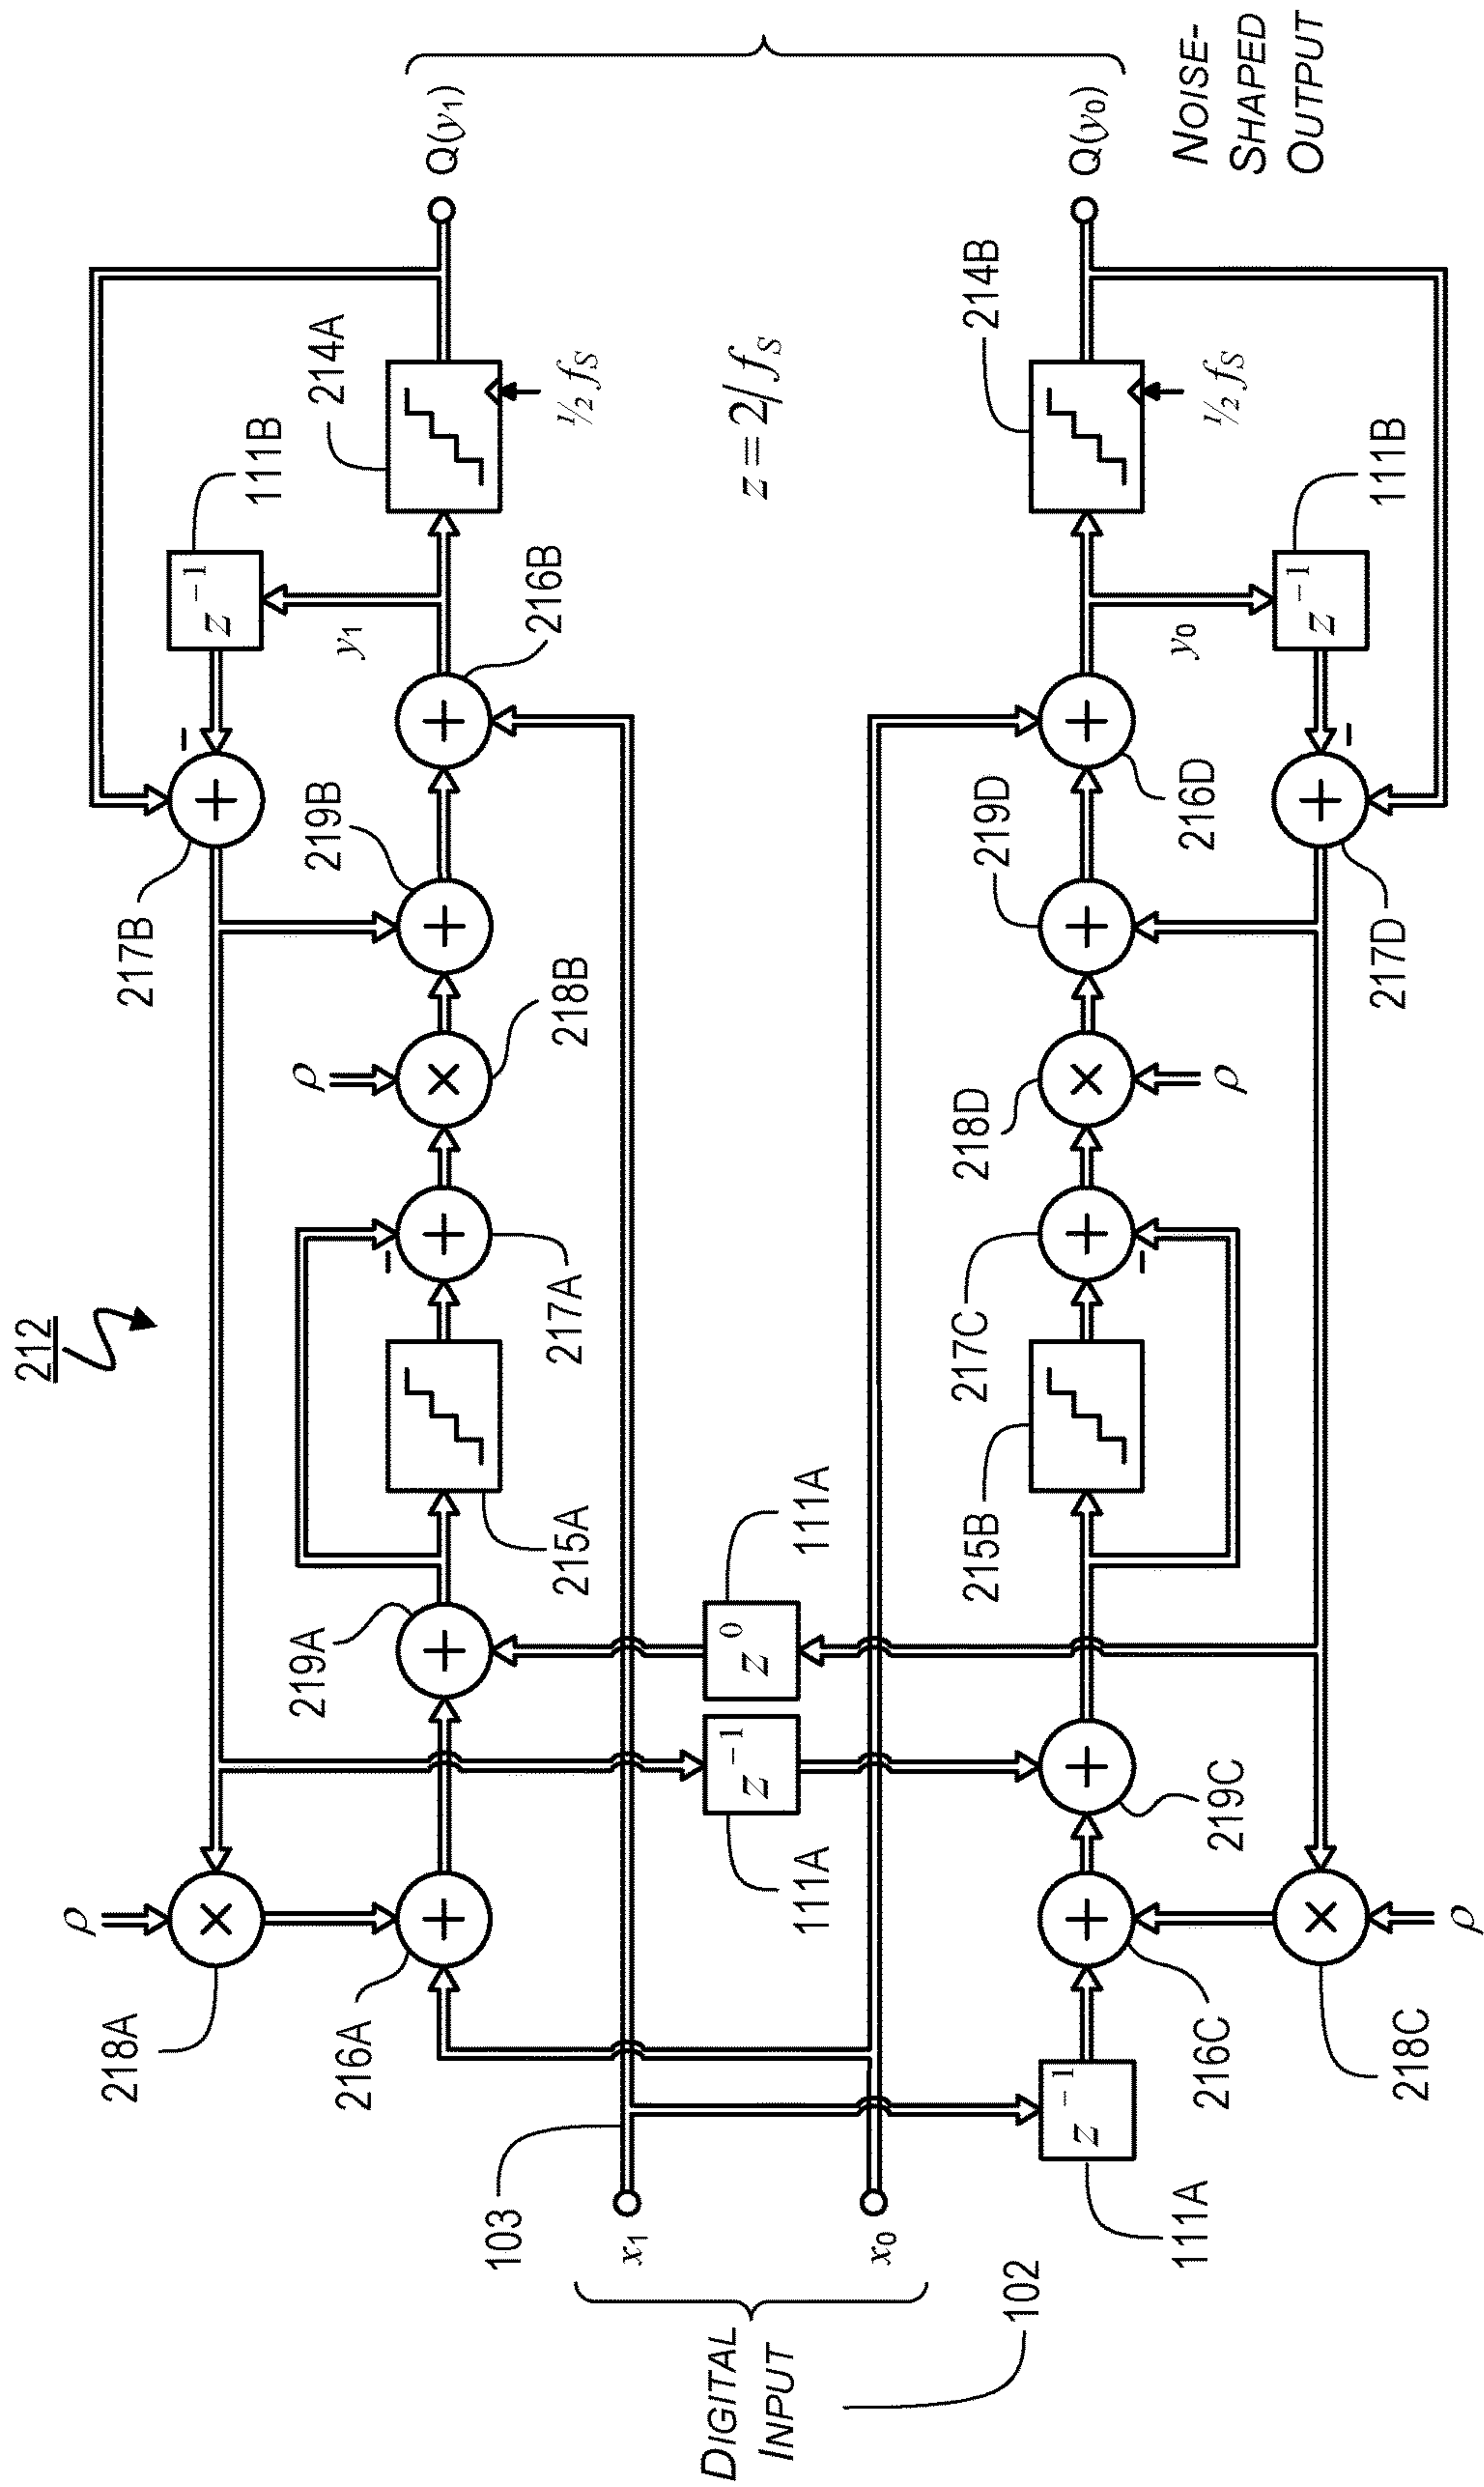 212
218A
ρ
217B
111B
z⁻¹
y₁
214A
½ fS
Q(y₁)
216A
219A
215A
217A
ρ
218B
219B
216B
103
x₁
111A
z⁻¹
z⁰
111A
z = 2/fS
x₀
DIGITAL
INPUT
102
111A
z⁻¹
216C
219C
215B
217C
218D
ρ
219D
216D
y₀
214B
½ fS
Q(y₀)
218C
ρ
217D
z⁻¹
111B
NOISE-
SHAPED
OUTPUT
+
+
+
+
+
+
+
+
+
+
+
+
×
×
×
×
−
−
−
−